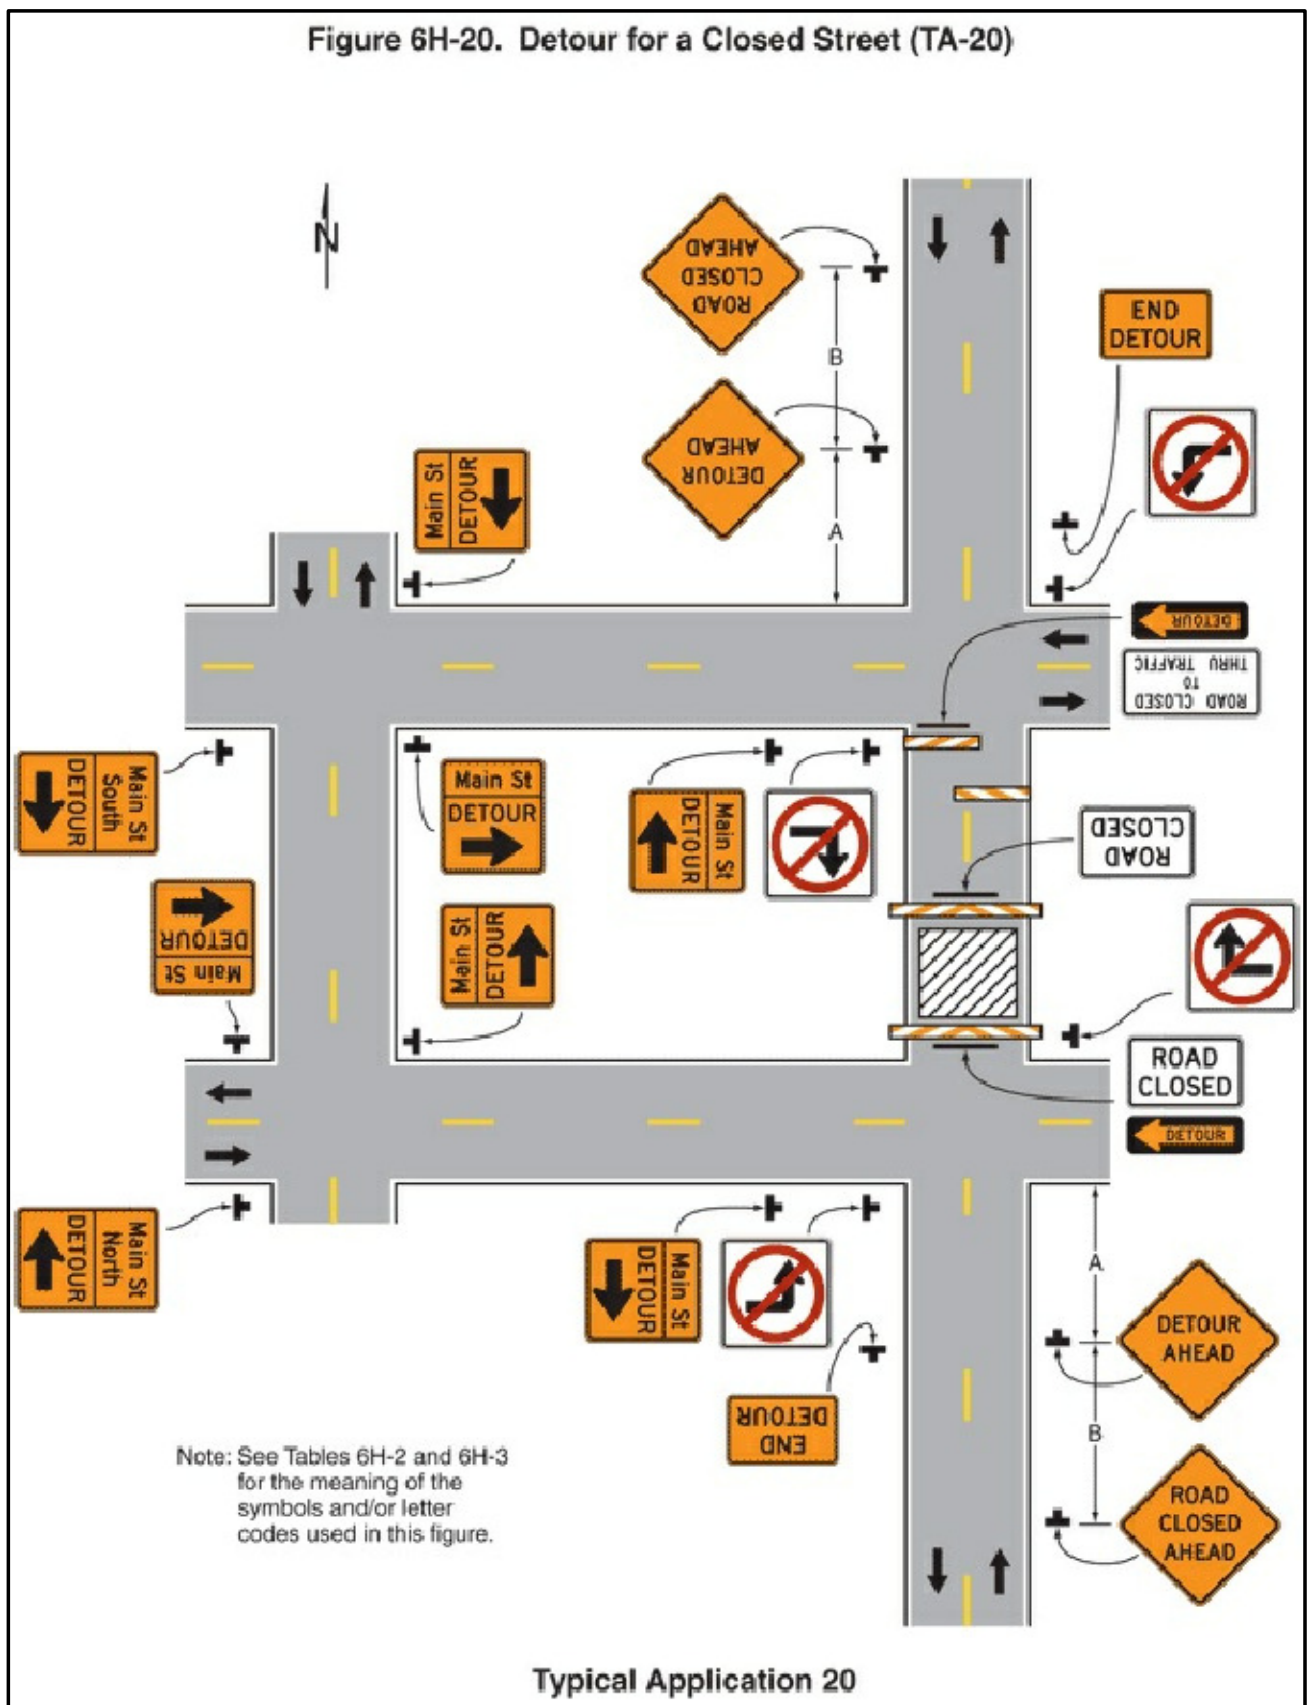 Figure 6H-20. Detour for a Closed Street (TA-20)
N
ROAD
CLOSED
AHEAD
B
DETOUR
AHEAD
A
END
DETOUR
Main St
DETOUR
DETOUR
ROAD CLOSED
TO
THRU TRAFFIC
Main St
South
DETOUR
Main St
DETOUR
Main St
DETOUR
ROAD
CLOSED
Main St
DETOUR
Main St
DETOUR
ROAD
CLOSED
DETOUR
Main St
North
DETOUR
Main St
DETOUR
A
DETOUR
AHEAD
END
DETOUR
B
ROAD
CLOSED
AHEAD
Note: See Tables 6H-2 and 6H-3
for the meaning of the
symbols and/or letter
codes used in this figure.
Typical Application 20